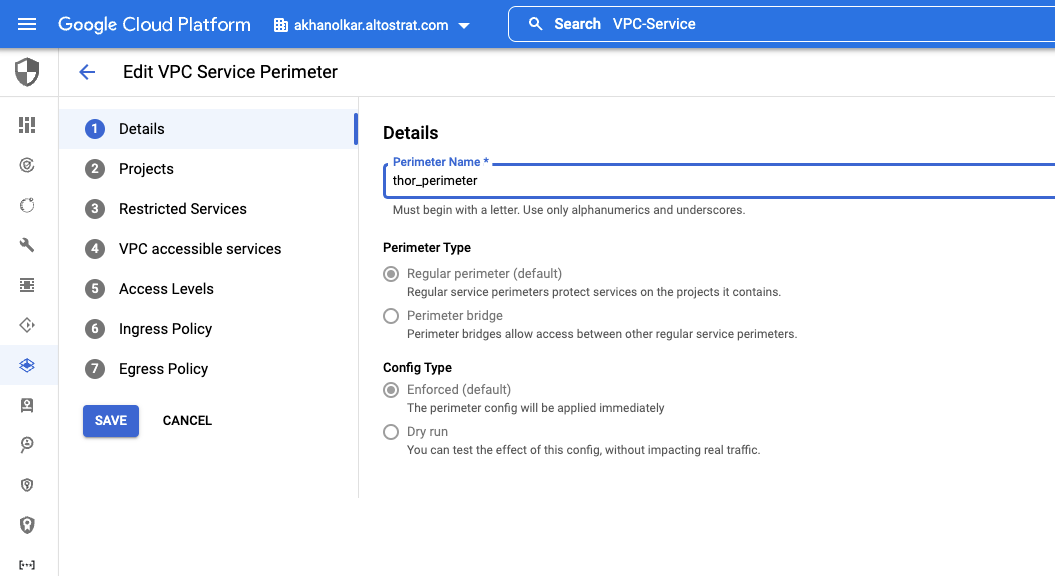 Google Cloud Platform akhanolkar.altostrat.com Search VPC-Service
Edit VPC Service Perimeter
1 Details
2 Projects
3 Restricted Services
4 VPC accessible services
5 Access Levels
6 Ingress Policy
7 Egress Policy
SAVE CANCEL
Details
Perimeter Name *
thor_perimeter
Must begin with a letter. Use only alphanumerics and underscores.
Perimeter Type
Regular perimeter (default)
Regular service perimeters protect services on the projects it contains.
Perimeter bridge
Perimeter bridges allow access between other regular service perimeters.
Config Type
Enforced (default)
The perimeter config will be applied immediately
Dry run
You can test the effect of this config, without impacting real traffic.